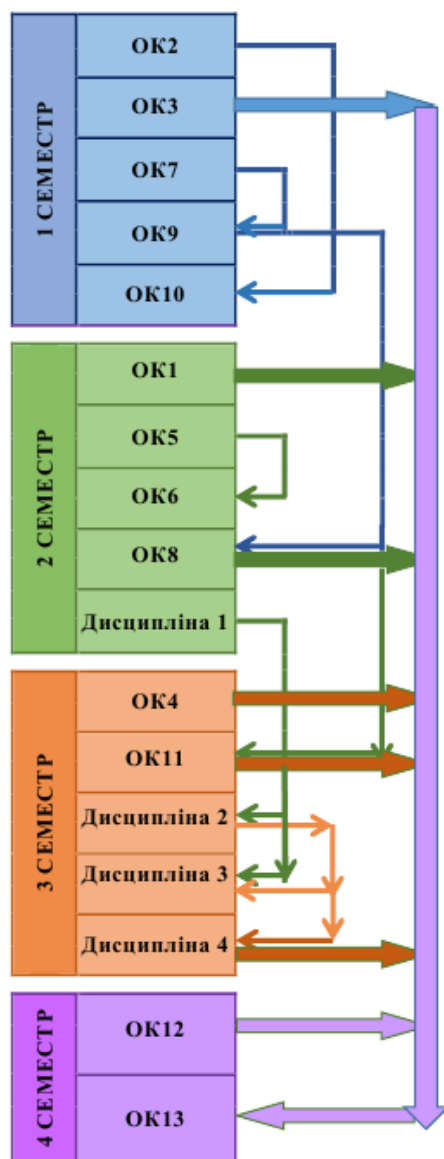 1 СЕМЕСТР
ОК2
ОК3
ОК7
ОК9
ОК10
2 СЕМЕСТР
ОК1
ОК5
ОК6
ОК8
Дисципліна 1
3 СЕМЕСТР
ОК4
ОК11
Дисципліна 2
Дисципліна 3
Дисципліна 4
4 СЕМЕСТР
ОК12
ОК13